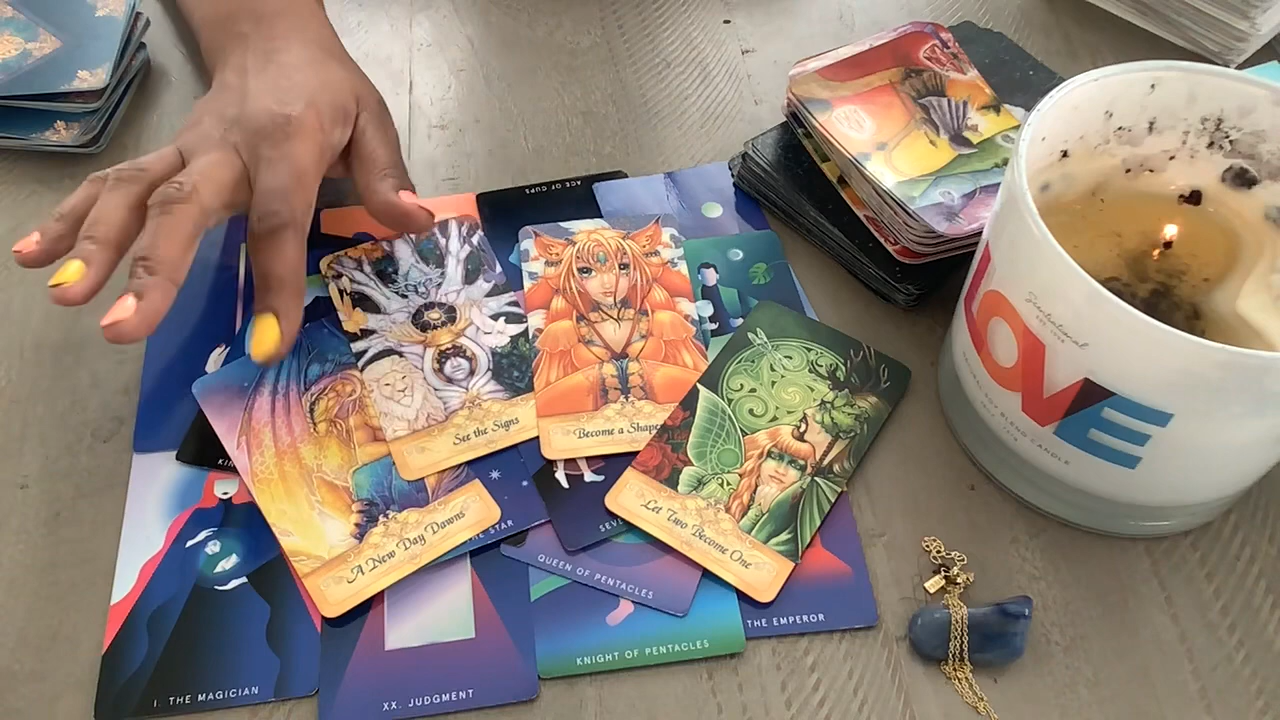 ACE OF CUPS
See the Signs
Become a Shape
A New Day Dawns
Let Two Become One
KIN
THE STAR
SEVE
QUEEN OF PENTACLES
KNIGHT OF PENTACLES
THE EMPEROR
I. THE MAGICIAN
XX. JUDGMENT
LOVE